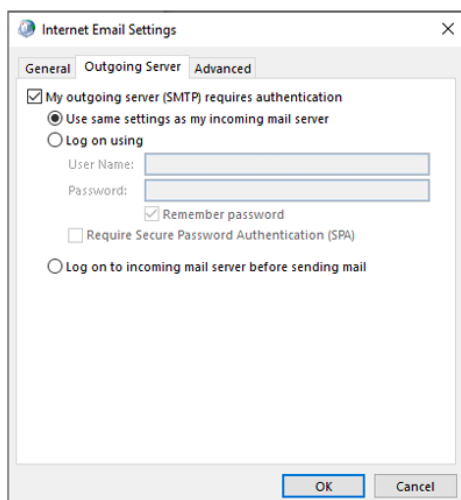 Internet Email Settings
General Outgoing Server Advanced
My outgoing server (SMTP) requires authentication
Use same settings as my incoming mail server
Log on using
User Name:
Password:
Remember password
Require Secure Password Authentication (SPA)
Log on to incoming mail server before sending mail
OK Cancel